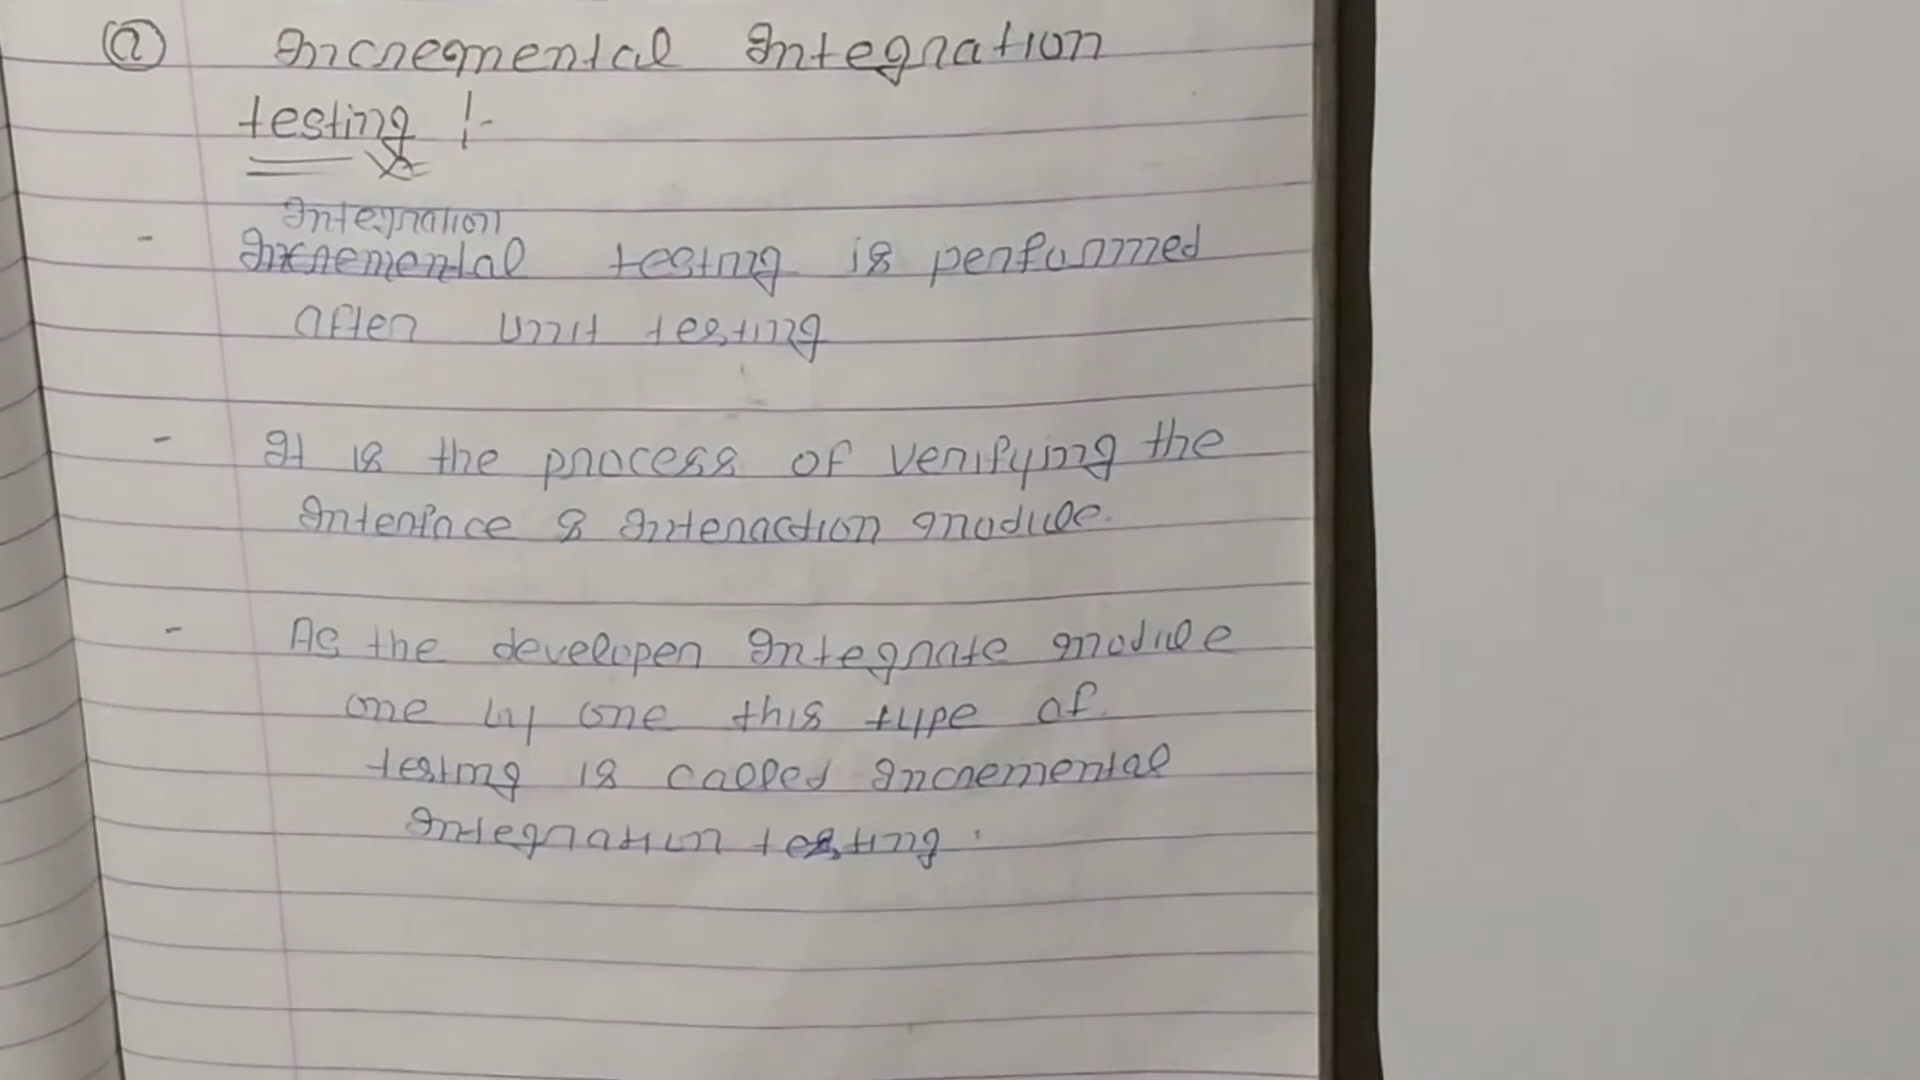 (a) Incremental Integration
testing :-
Integration
- Incremental testing is performed
after unit testing
- It is the process of verifying the
Interface & Interaction module.
- As the developer Integrate module
one by one this type of
testing is called Incremental
Integration testing.